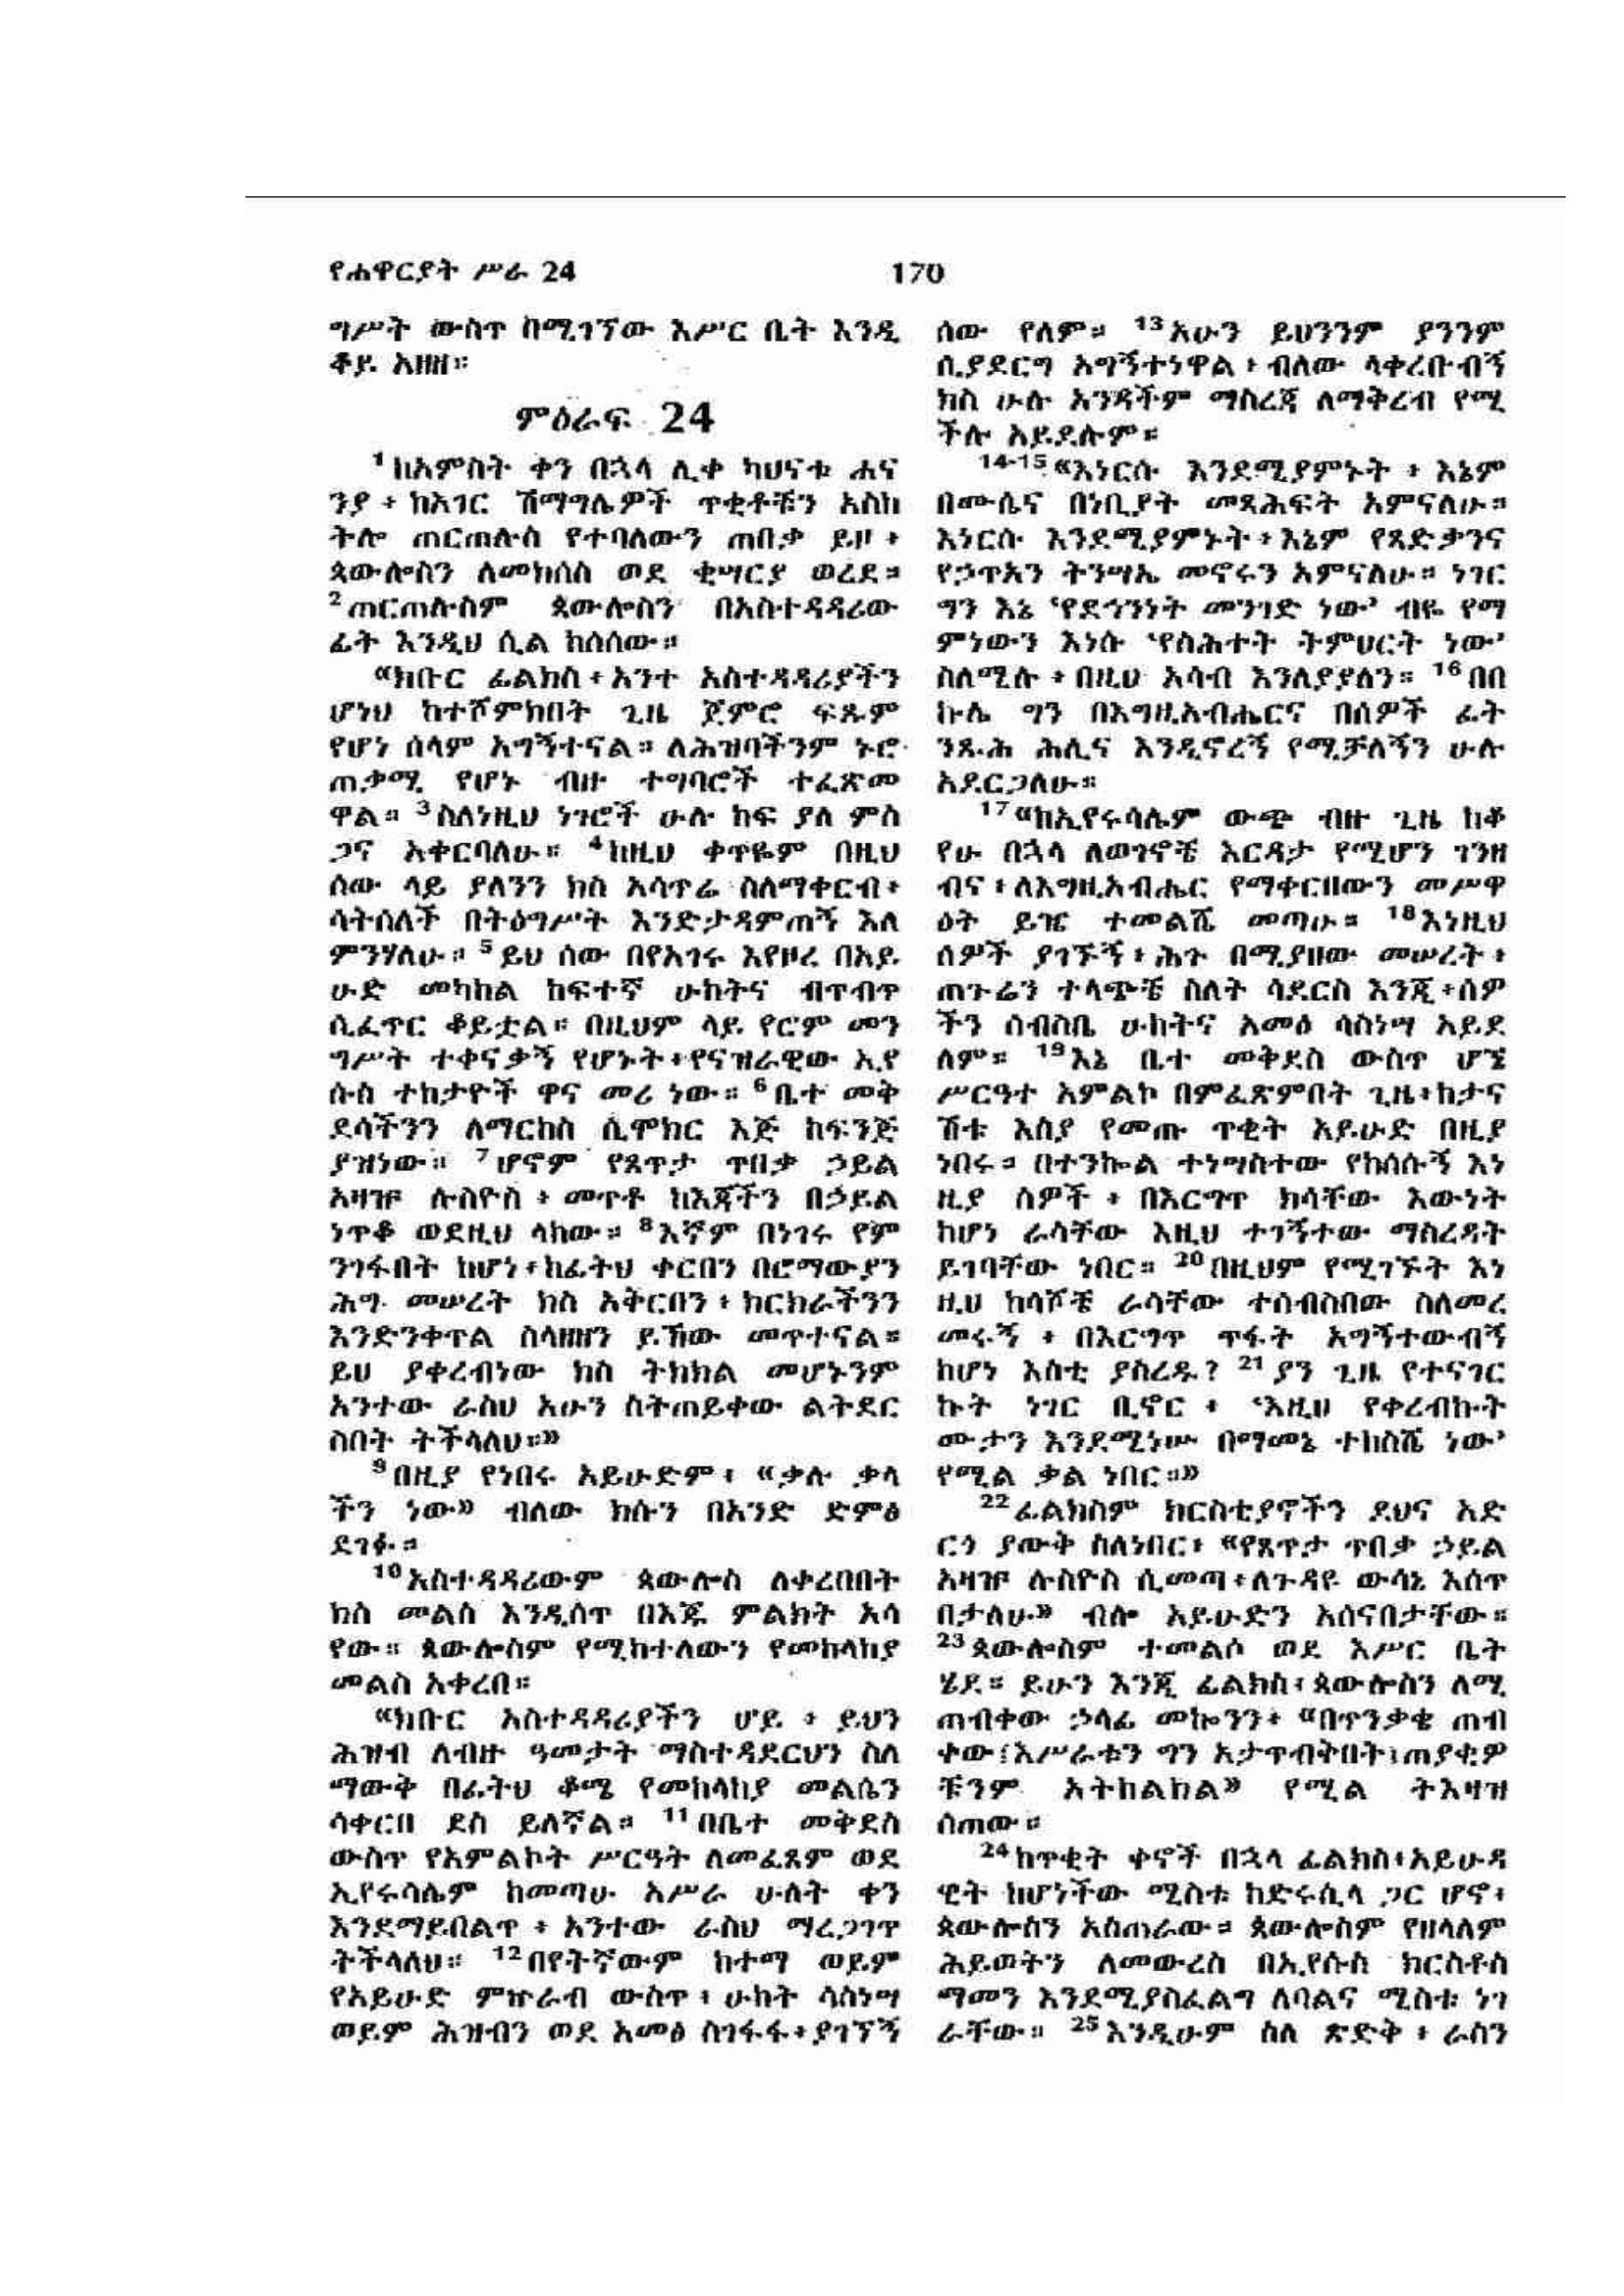 የሐዋርያት ሥራ 24
170
ግሥት ውስጥ በሚገኘው እሥር ቤት እንዲ
ቆይ አዘዘ።
ምዕራፍ 24
1 ከአምስት ቀን በኋላ ሊቀ ካህናቱ ሐና
ንያ ፥ ከአገር ሽማግሌዎች ጥቂቶቹን አስከ
ትሎ ጠርጠሉስ የተባለውን ጠበቃ ይዞ ፥
ጳውሎስን ለመክሰስ ወደ ቂሣርያ ወረደ።
2 ጠርጠሉስም ጳውሎስን በአስተዳዳሪው
ፊት እንዲህ ሲል ከሰሰው።
«ክቡር ፊልክስ ፥ አንተ አስተዳዳሪያችን
ሆነህ ከተሾምክበት ጊዜ ጀምሮ ፍጹም
የሆነ ሰላም አግኝተናል። ለሕዝባችንም ኑሮ
ጠቃሚ የሆኑ ብዙ ተግባሮች ተፈጽመ
ዋል። 3 ስለነዚህ ነገሮች ሁሉ ከፍ ያለ ምስ
ጋና አቀርባለሁ። 4 ከዚህ ቀጥዬም በዚህ
ሰው ላይ ያለንን ክስ አሳጥሬ ስለማቀርብ ፥
ሳትሰለች በትዕግሥት እንድታዳምጠኝ እለ
ምንሃለሁ። 5 ይህ ሰው በየአገሩ እየዞረ በአይ
ሁድ መካከል ከፍተኛ ሁከትና ብጥብጥ
ሲፈጥር ቆይቷል። በዚህም ላይ የሮም መን
ግሥት ተቀናቃኝ የሆኑት ፥ የናዝራዊው ኢየ
ሱስ ተከታዮች ዋና መሪ ነው። 6 ቤተ መቅ
ደሳችንን ለማርከስ ሲሞክር እጅ ከፍንጅ
ያዝነው። 7 ሆኖም የጸጥታ ጥበቃ ኃይል
አዛዡ ሉስዮስ ፥ መጥቶ ከእጃችን በኃይል
ነጥቆ ወደዚህ ላከው። 8 እኛም በነገሩ የም
ንገፋበት ከሆነ ፥ ከፊትህ ቀርበን በሮማውያን
ሕግ መሠረት ክስ አቅርበን ፥ ክርክራችንን
እንድንቀጥል ስላዘዘን ይኸው መጥተናል።
ይህ ያቀረብነው ክስ ትክክል መሆኑንም
አንተው ራስህ አሁን ስትጠይቀው ልትደር
ስበት ትችላለህ።»
9 በዚያ የነበሩ አይሁድም ፥ «ቃሉ ቃላ
ችን ነው» ብለው ክሱን በአንድ ድምፅ
ደገፉ።
10 አስተዳዳሪውም ጳውሎስ ለቀረበበት
ክስ መልስ እንዲሰጥ በእጁ ምልክት አሳ
የው። ጳውሎስም የሚከተለውን የመከላከያ
መልስ አቀረበ።
«ክቡር አስተዳዳሪያችን ሆይ ፥ ይህን
ሕዝብ ለብዙ ዓመታት ማስተዳደርህን ስለ
ማውቅ በፊትህ ቆሜ የመከላከያ መልሴን
ሳቀርብ ደስ ይለኛል። 11 በቤተ መቅደስ
ውስጥ የአምልኮት ሥርዓት ለመፈጸም ወደ
ኢየሩሳሌም ከመጣሁ አሥራ ሁለት ቀን
እንደማይበልጥ ፥ አንተው ራስህ ማረጋገጥ
ትችላለህ። 12 በየትኛውም ከተማ ወይም
የአይሁድ ምኵራብ ውስጥ ፥ ሁከት ሳስነሣ
ወይም ሕዝብን ወደ አመፅ ስገፋፋ ፥ ያገኘኝ
ሰው የለም። 13 አሁን ይህንንም ያንንም
ሲያደርግ አግኝተነዋል ፥ ብለው ላቀረቡብኝ
ክስ ሁሉ አንዳችም ማስረጃ ለማቅረብ የሚ
ችሉ አይደሉም።
14-15 «እነርሱ እንደሚያምኑት ፥ እኔም
በሙሴና በነቢያት መጻሕፍት አምናለሁ።
እነርሱ እንደሚያምኑት ፥ እኔም የጻድቃንና
የኃጥአን ትንሣኤ መኖሩን አምናለሁ። ነገር
ግን እኔ ‘የደኅንነት መንገድ ነው’ ብዬ የማ
ምነውን እነሱ ‘የስሕተት ትምህርት ነው’
ስለሚሉ ፥ በዚህ አሳብ እንለያያለን። 16 በበ
ኩሌ ግን በእግዚአብሔርና በሰዎች ፊት
ንጹሕ ሕሊና እንዲኖረኝ የሚቻለኝን ሁሉ
አደርጋለሁ።
17 «ከኢየሩሳሌም ውጭ ብዙ ጊዜ ከቆ
የሁ በኋላ ለወገኖቼ እርዳታ የሚሆን ገንዘ
ብና ፥ ለእግዚአብሔር የማቀርበውን መሥዋ
ዕት ይዤ ተመልሼ መጣሁ። 18 እነዚህ
ሰዎች ያገኙኝ ፥ ሕጉ በሚያዘው መሠረት ፥
ጠጉሬን ተላጭቼ ስለት ሳደርስ እንጂ ፥ ሰዎ
ችን ሰብስቤ ሁከትና አመፅ ሳስነሣ አይደ
ለም። 19 እኔ ቤተ መቅደስ ውስጥ ሆኜ
ሥርዓተ አምልኮ በምፈጽምበት ጊዜ ፥ ከታና
ሽቱ እስያ የመጡ ጥቂት አይሁድ በዚያ
ነበሩ። በተንኰል ተነሣስተው የከሰሱኝ እነ
ዚያ ሰዎች ፥ በእርግጥ ክሳቸው እውነት
ከሆነ ራሳቸው እዚህ ተገኝተው ማስረዳት
ይገባቸው ነበር። 20 በዚህም የሚገኙት እነ
ዚህ ከሳሾቼ ራሳቸው ተሰብስበው ስለመረ
መሩኝ ፥ በእርግጥ ጥፋት አግኝተውብኝ
ከሆነ እስቲ ያስረዱ? 21 ያን ጊዜ የተናገር
ኩት ነገር ቢኖር ፥ ‘እዚህ የቀረብኩት
ሙታን እንደሚነሡ በማመኔ ተከስሼ ነው’
የሚል ቃል ነበር።»
22 ፊልክስም ክርስቲያኖችን ደህና አድ
ርጎ ያውቅ ስለነበር ፥ «የጸጥታ ጥበቃ ኃይል
አዛዡ ሉስዮስ ሲመጣ ፥ ለጉዳዩ ውሳኔ እሰጥ
በታለሁ» ብሎ አይሁድን አሰናበታቸው።
23 ጳውሎስም ተመልሶ ወደ እሥር ቤት
ሄደ። ይሁን እንጂ ፊልክስ ፥ ጳውሎስን ለሚ
ጠብቀው ኃላፊ መኰንን ፥ «በጥንቃቄ ጠብ
ቀው ፤ እሥራቱን ግን አታጥብቅበት ፤ ጠያቂዎ
ቹንም አትከልክል» የሚል ትእዛዝ
ሰጠው።
24 ከጥቂት ቀኖች በኋላ ፊልክስ ፥ አይሁዳ
ዊት ከሆነችው ሚስቱ ከድሩሲላ ጋር ሆኖ ፥
ጳውሎስን አስጠራው። ጳውሎስም የዘላለም
ሕይወትን ለመውረስ በኢየሱስ ክርስቶስ
ማመን እንደሚያስፈልግ ለባልና ሚስቱ ነገ
ራቸው። 25 እንዲሁም ስለ ጽድቅ ፥ ራስን